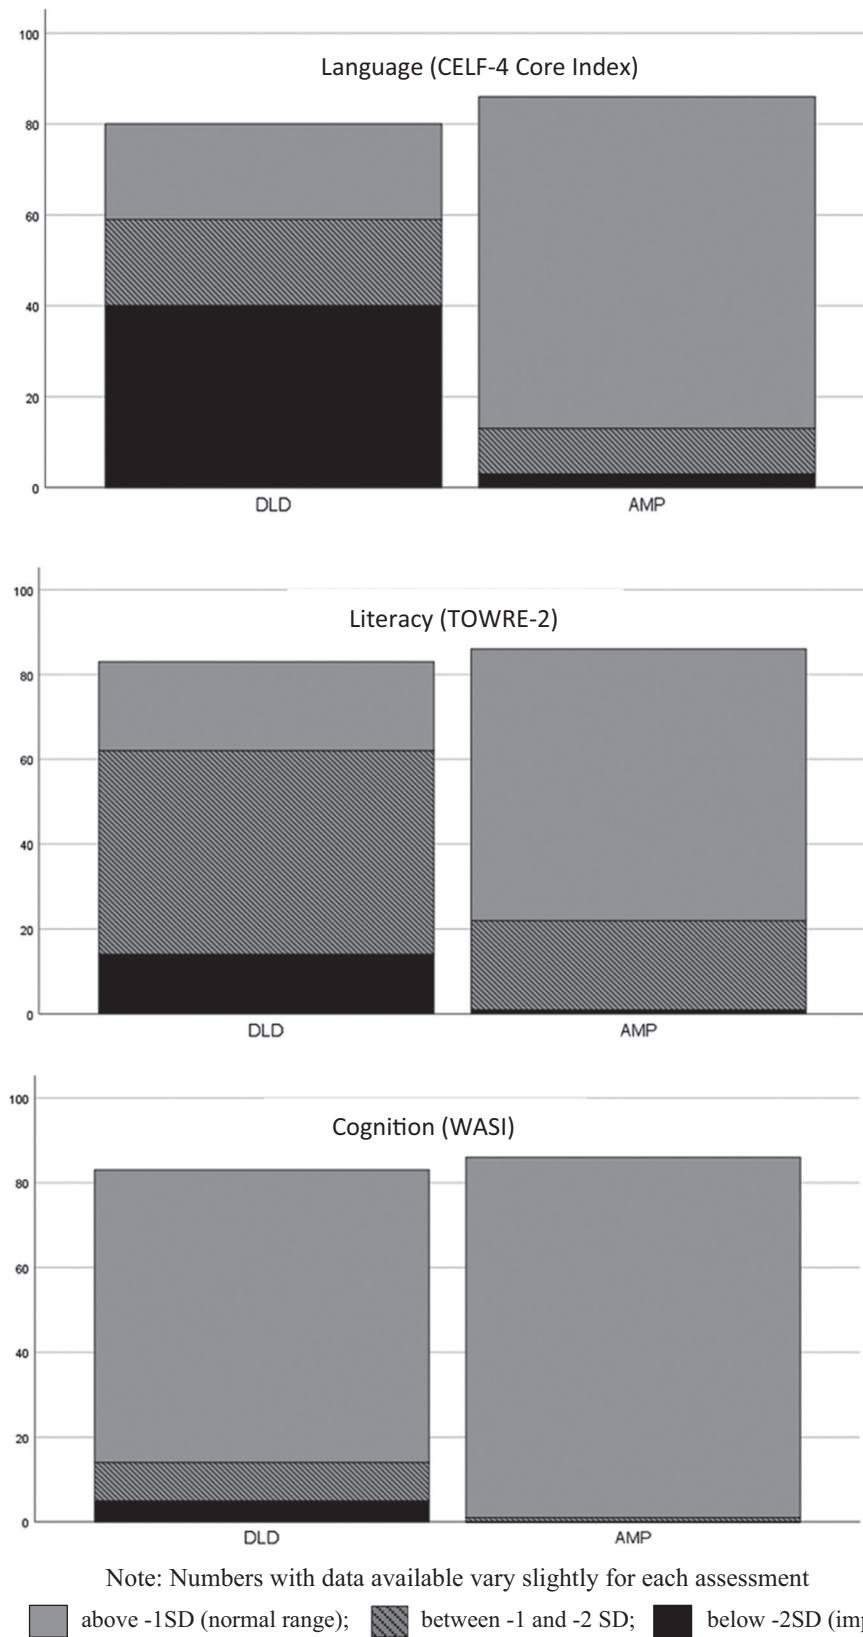 100
Language (CELF-4 Core Index)
80
60
40
20
0
DLD AMP
100
Literacy (TOWRE-2)
80
60
40
20
0
DLD AMP
100
Cognition (WASI)
80
60
40
20
0
DLD AMP
Note: Numbers with data available vary slightly for each assessment
above -1SD (normal range); between -1 and -2 SD; below -2SD (imp